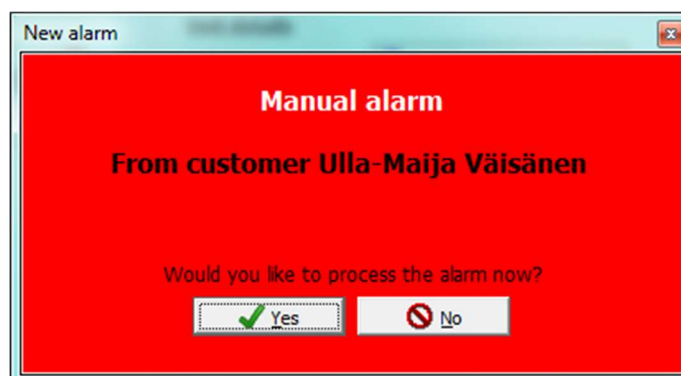 New alarm
Manual alarm
From customer Ulla-Maija Väisänen
Would you like to process the alarm now?
Yes
No